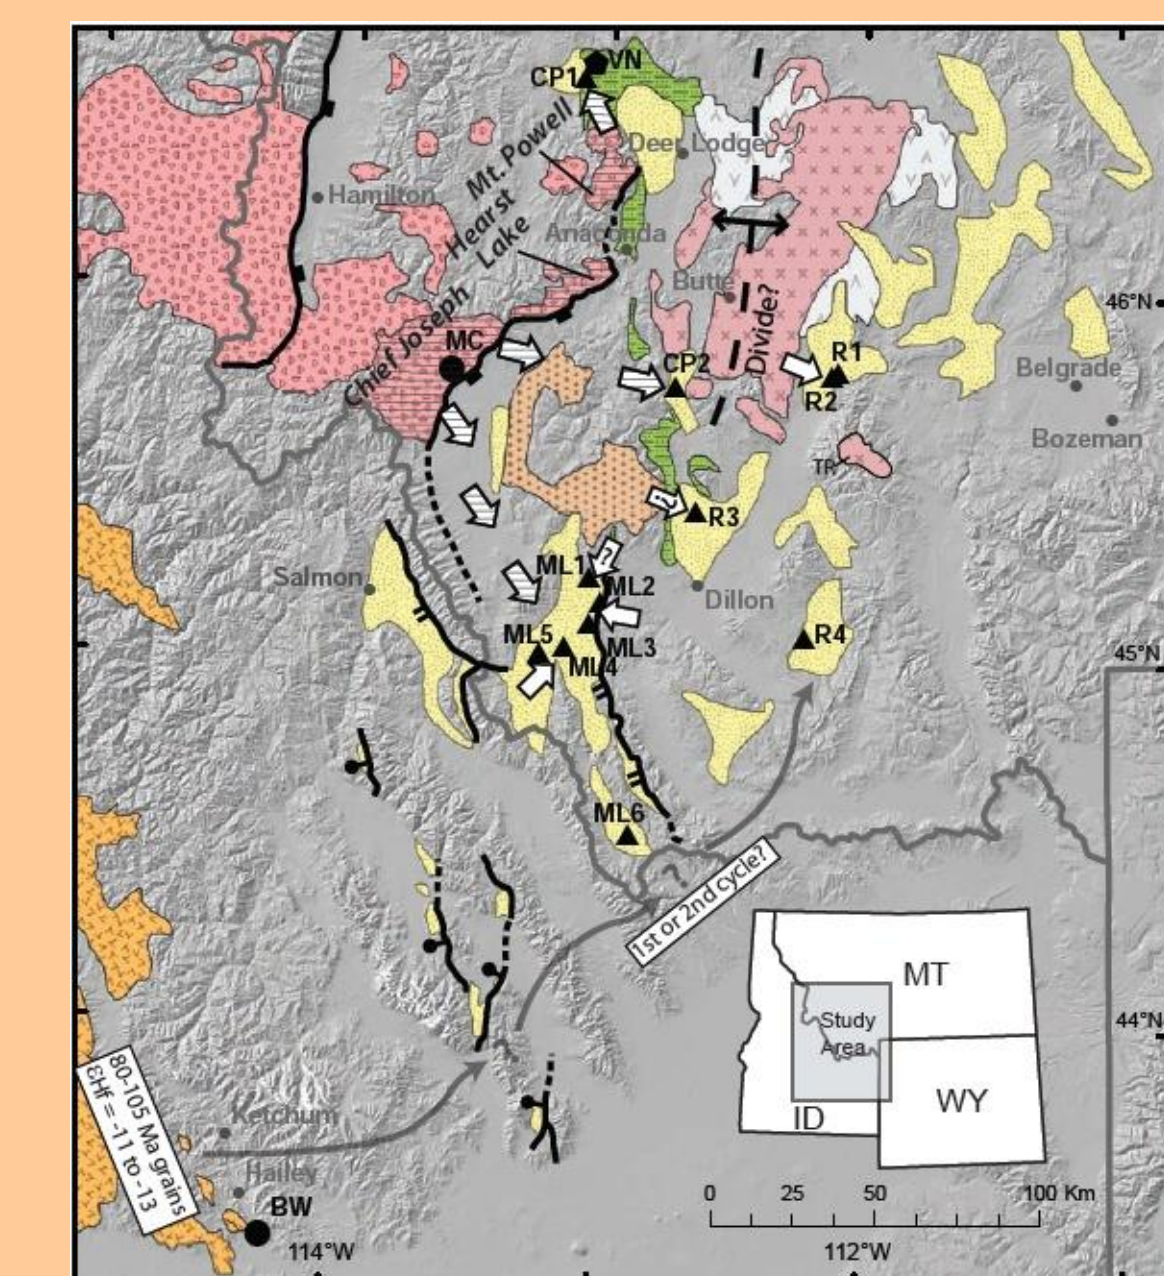 VN
CP1
Mt. Powell
Deer Lodge
Hamilton
Hearst
Lake
Anaconda
Butte
46°N
Chief Joseph
MC
Divide?
CP2
R1
R2
Belgrade
Bozeman
TR
?
R3
?
ML1
ML2
Salmon
Dillon
ML5
ML3
ML4
R4
45°N
ML6
1st or 2nd cycle?
MT
Study
Area
44°N
WY
ID
80-105 Ma grains
εHf = -11 to -13
Ketchum
Hailey
BW
0 25 50 100 Km
114°W
112°W